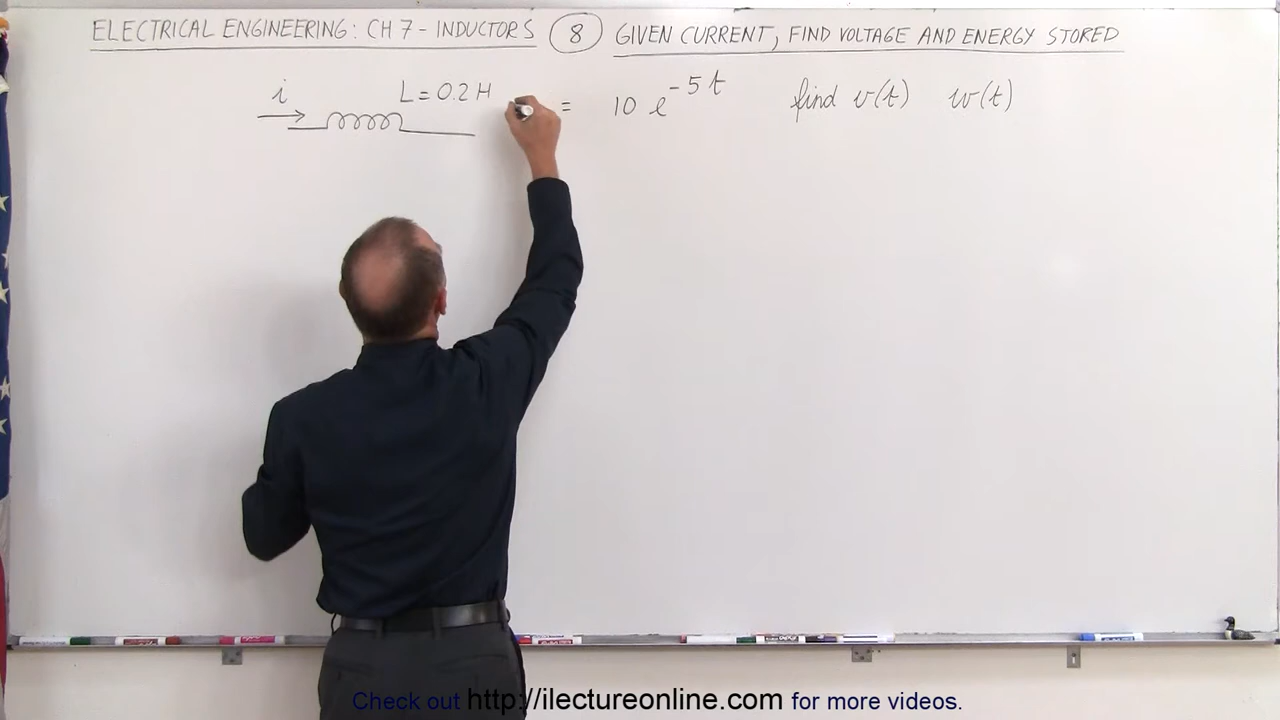 ELECTRICAL ENGINEERING: CH 7 - INDUCTORS 8 GIVEN CURRENT, FIND VOLTAGE AND ENERGY STORED
i L = 0.2 H = 10 e^-5t find v(t) w(t)
Check out http://ilectureonline.com for more videos.